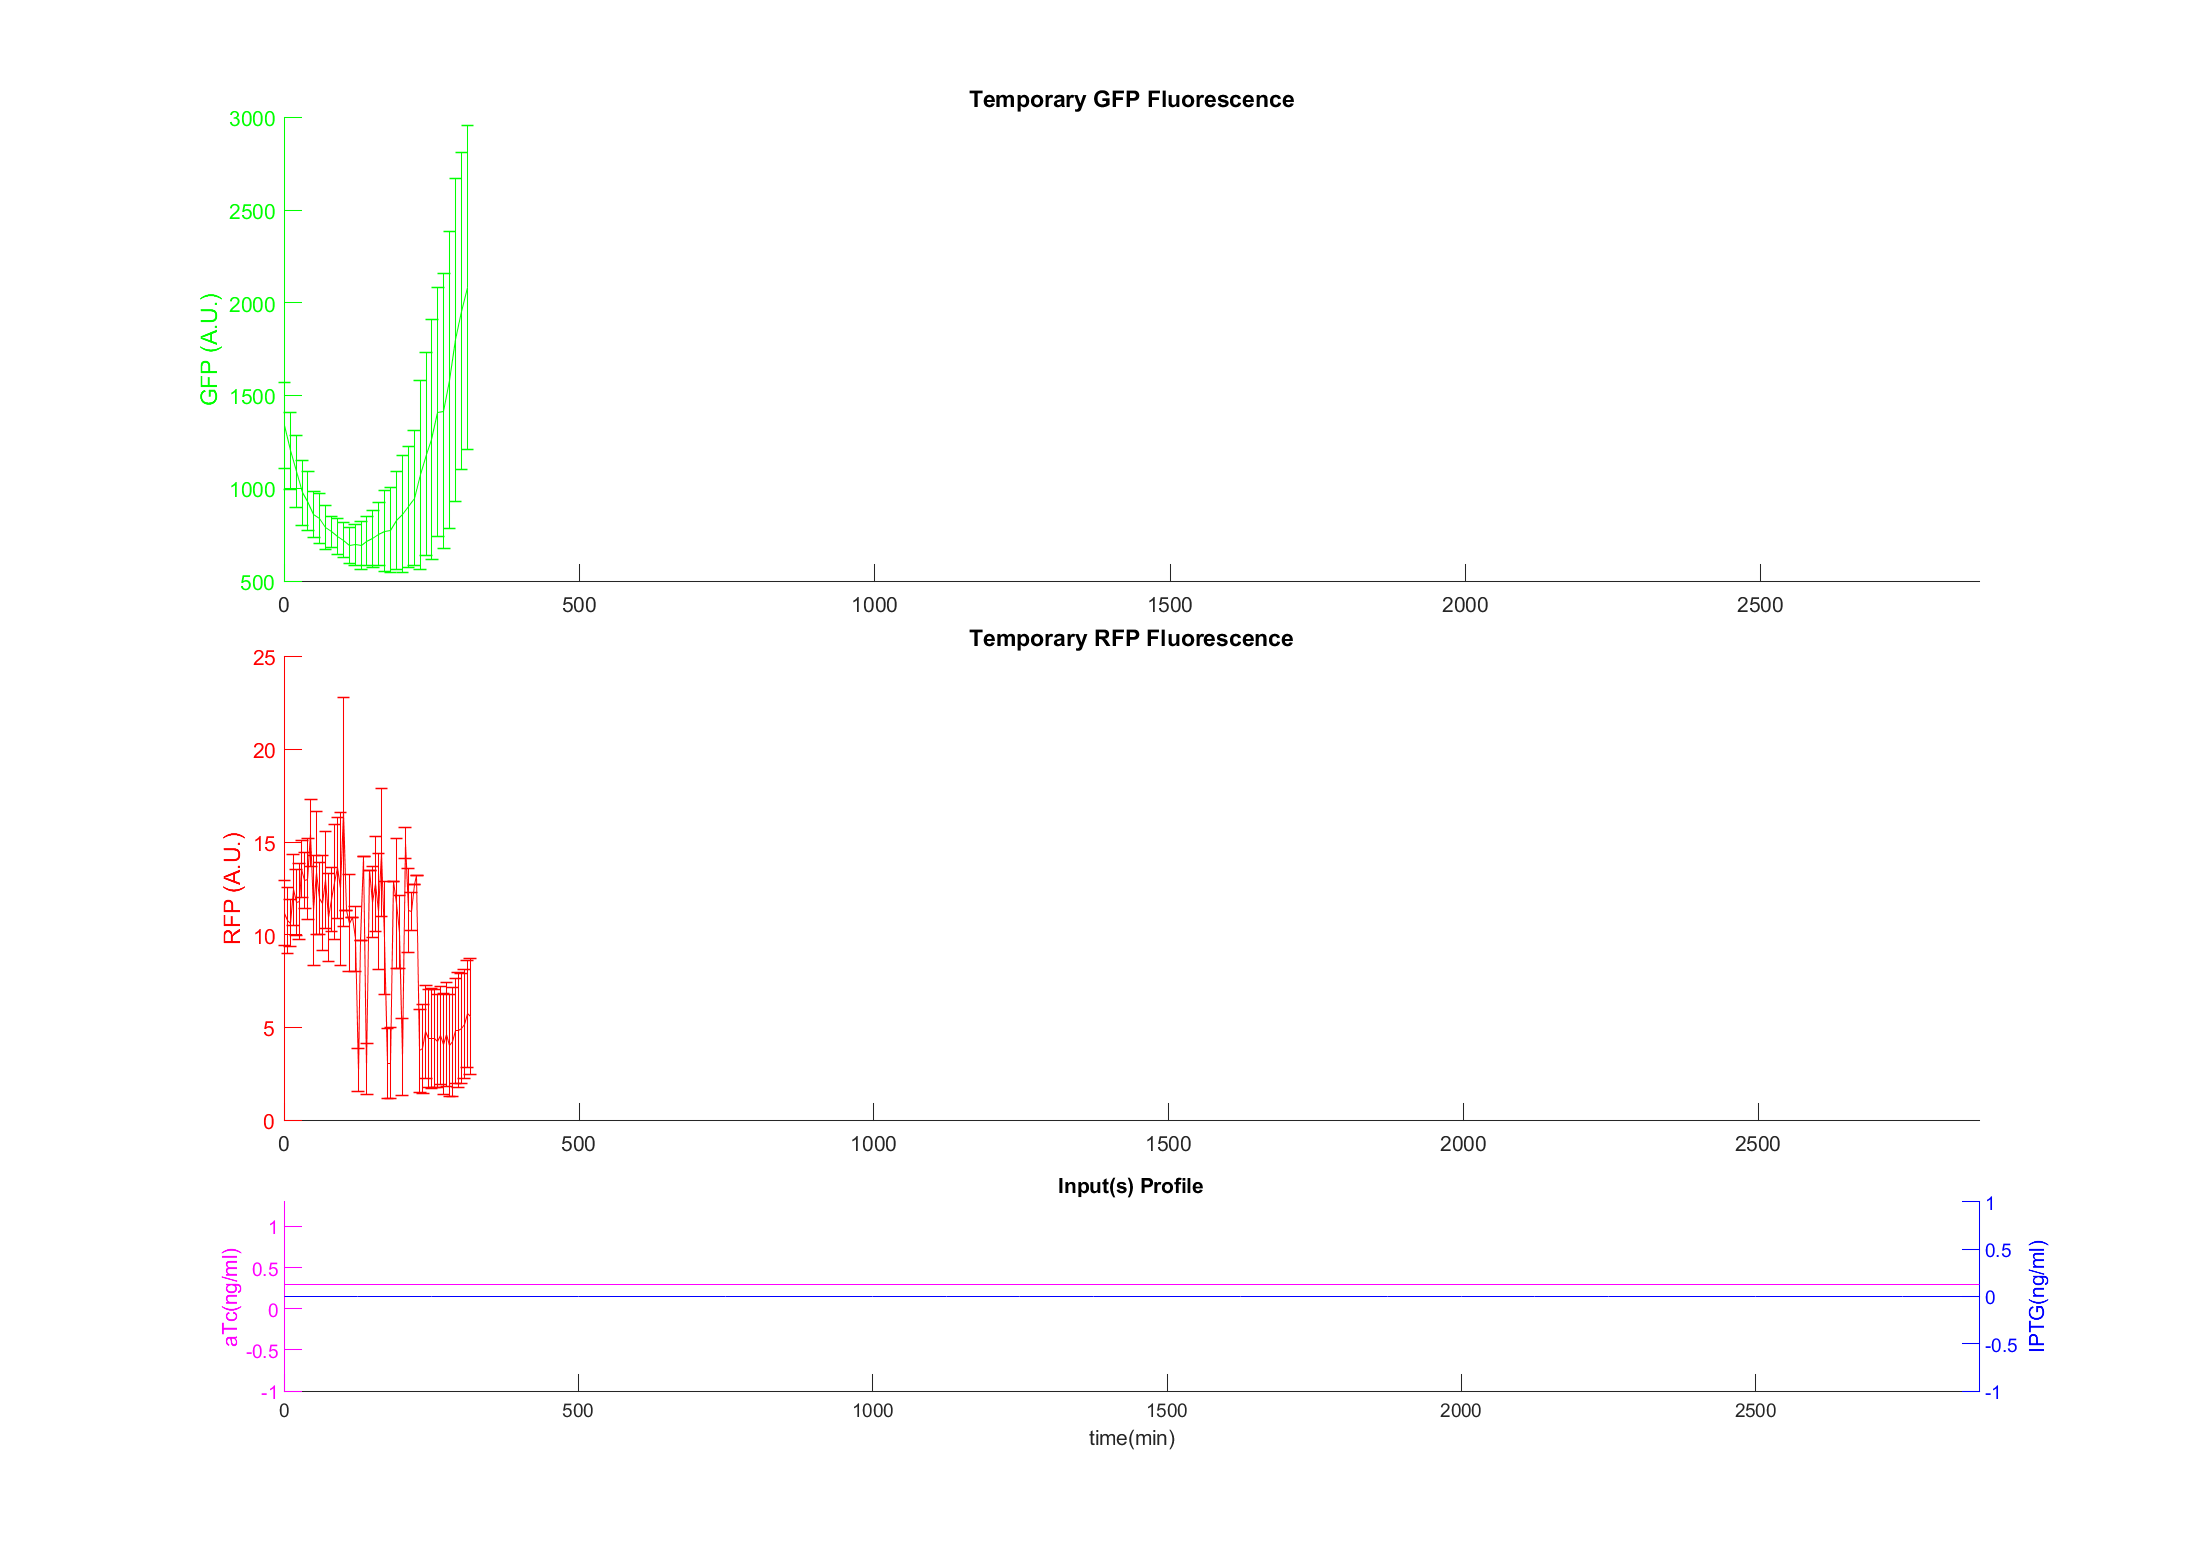 Temporary GFP Fluorescence
3000
2500
2000
1500
1000
500
GFP (A.U.)
0 500 1000 1500 2000 2500
Temporary RFP Fluorescence
25
20
15
10
5
0
RFP (A.U.)
0 500 1000 1500 2000 2500
Input(s) Profile
1
0.5
0
-0.5
-1
aTc(ng/ml)
1
0.5
0
-0.5
-1
IPTG(ng/ml)
0 500 1000 1500 2000 2500
time(min)